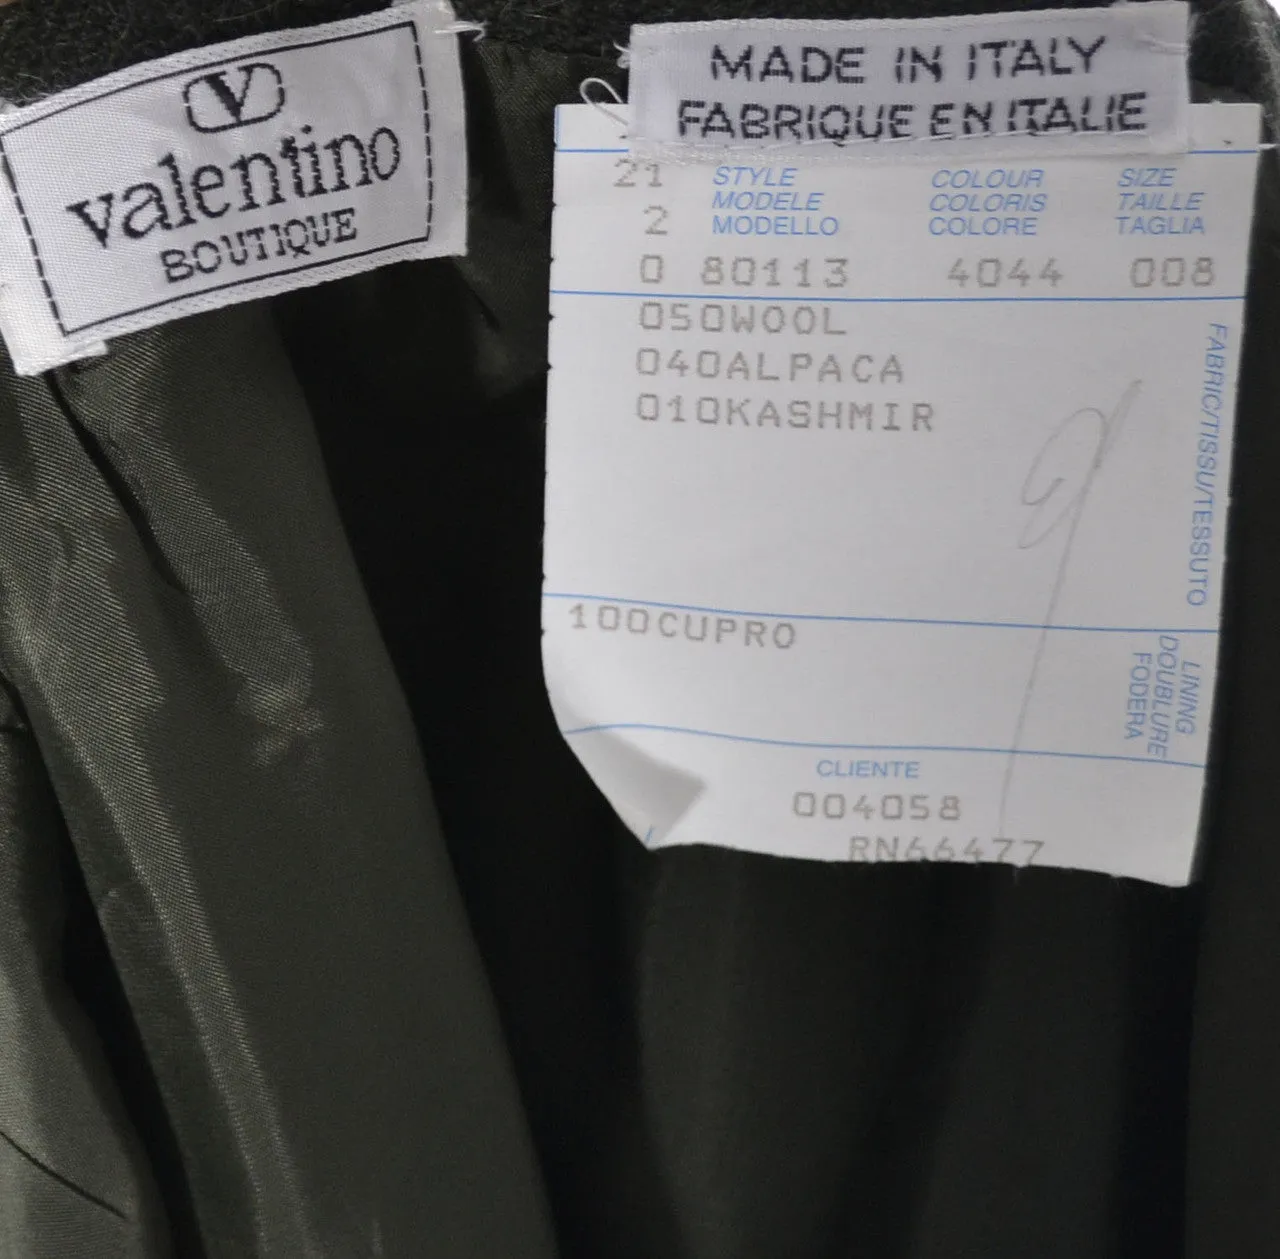 V
valentino
BOUTIQUE
MADE IN ITALY
FABRIQUE EN ITALIE
21 STYLE COLOUR SIZE
MODELE COLORIS TAILLE
2 MODELLO COLORE TAGLIA
0 80113 4044 008
050WOOL
040ALPACA
010KASHMIR
FABRIC/TISSU/TESSUTO
100CUPRO
LINING
DOUBLURE
FODERA
CLIENTE
004058
RN66477